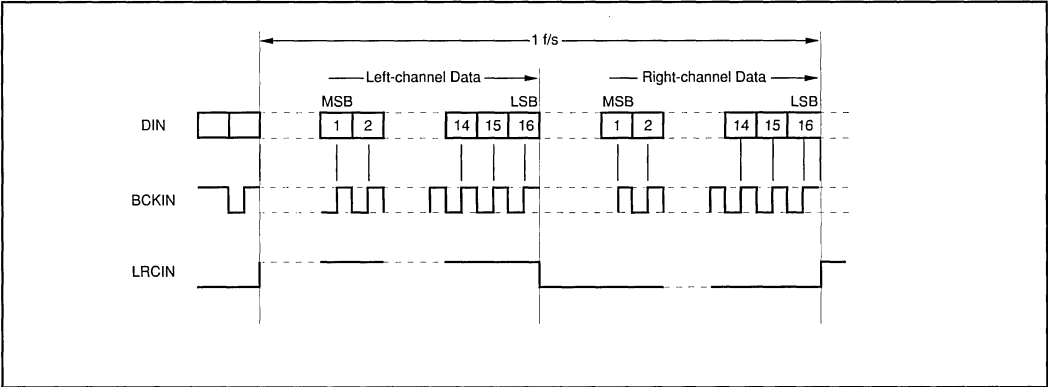 1 f/s
Left-channel Data Right-channel Data
MSB LSB MSB LSB
DIN 1 2 14 15 16 1 2 14 15 16
BCKIN
LRCIN